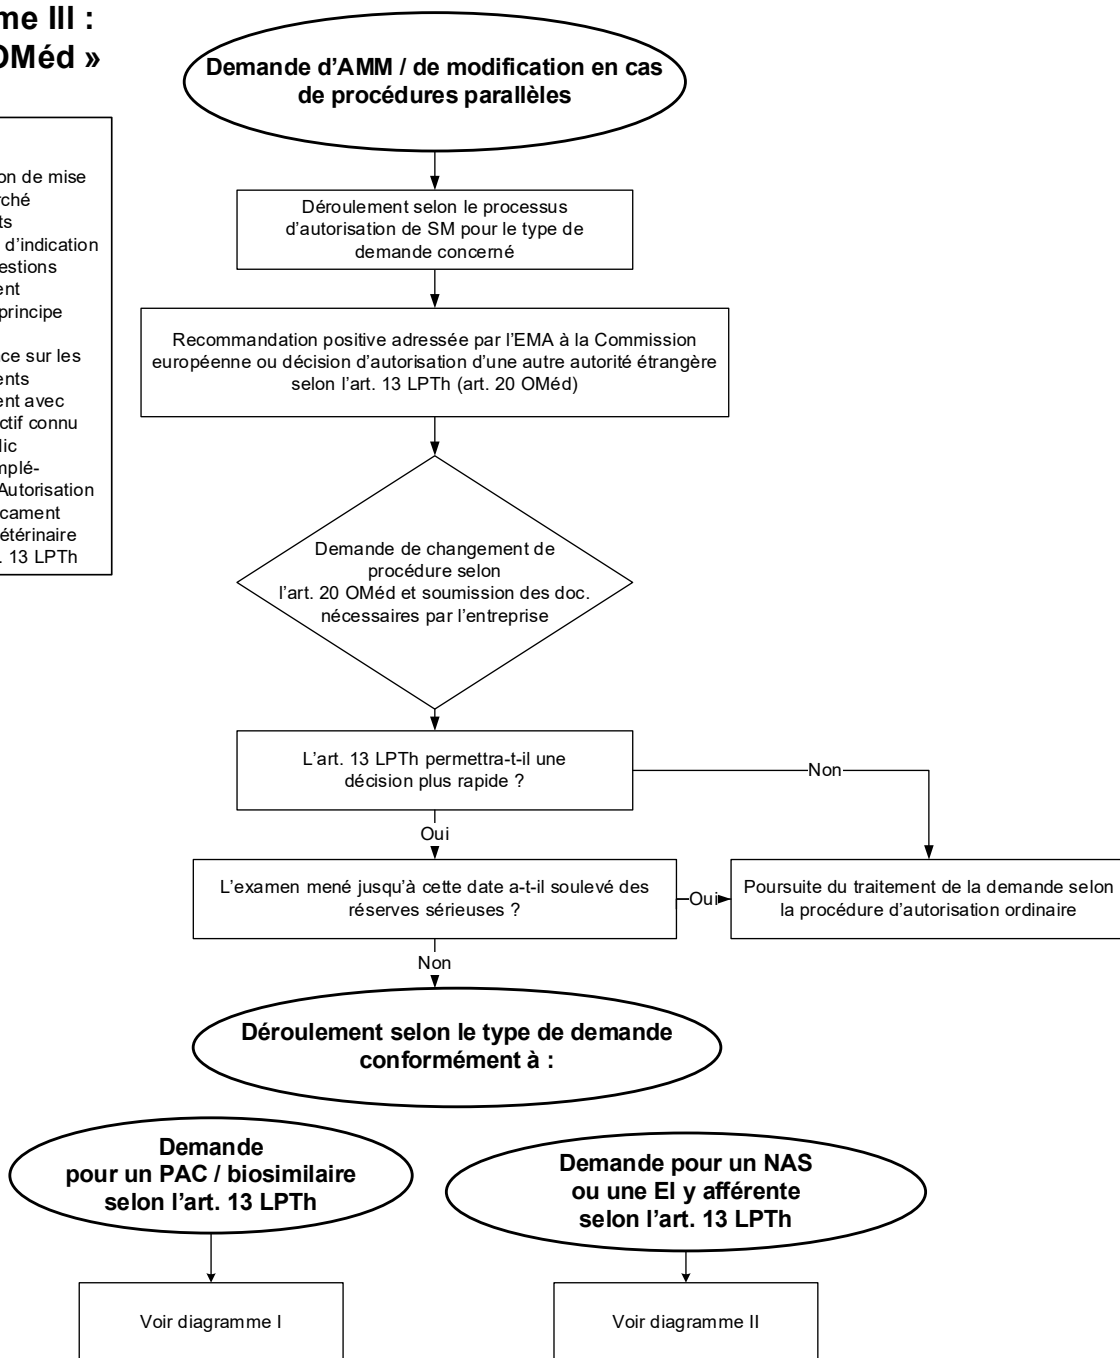 me III :
OMéd »
on de mise
rché
ts
d'indication
estions
ent
principe
ce sur les
ents
ent avec
ctif connu
lic
mplé-
Autorisation
cament
étérinaire
. 13 LPTh
Demande d'AMM / de modification en cas
de procédures parallèles
Déroulement selon le processus
d'autorisation de SM pour le type de
demande concerné
Recommandation positive adressée par l'EMA à la Commission
européenne ou décision d'autorisation d'une autre autorité étrangère
selon l'art. 13 LPTh (art. 20 OMéd)
Demande de changement de
procédure selon
l'art. 20 OMéd et soumission des doc.
nécessaires par l'entreprise
L'art. 13 LPTh permettra-t-il une
décision plus rapide ?
Non
Oui
L'examen mené jusqu'à cette date a-t-il soulevé des
réserves sérieuses ?
Oui
Poursuite du traitement de la demande selon
la procédure d'autorisation ordinaire
Non
Déroulement selon le type de demande
conformément à :
Demande
pour un PAC / biosimilaire
selon l'art. 13 LPTh
Demande pour un NAS
ou une EI y afférente
selon l'art. 13 LPTh
Voir diagramme I
Voir diagramme II